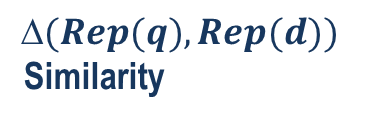 Δ(Rep(q), Rep(d))
Similarity